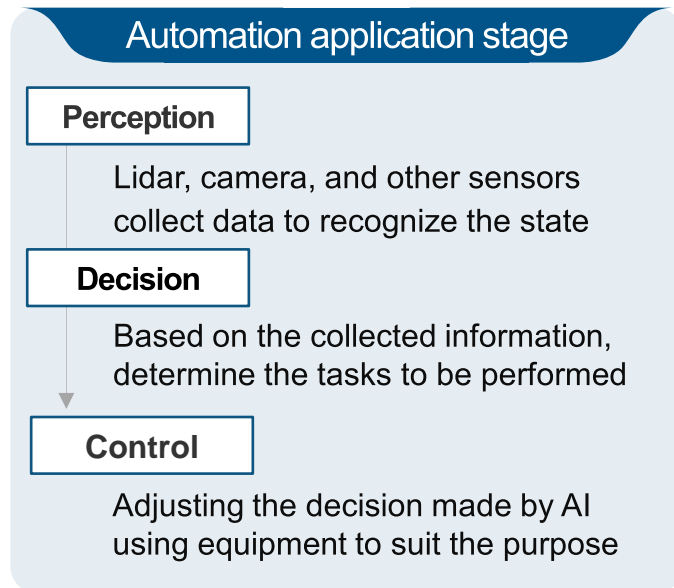 Automation application stage
Perception
Lidar, camera, and other sensors
collect data to recognize the state
Decision
Based on the collected information,
determine the tasks to be performed
Control
Adjusting the decision made by AI
using equipment to suit the purpose